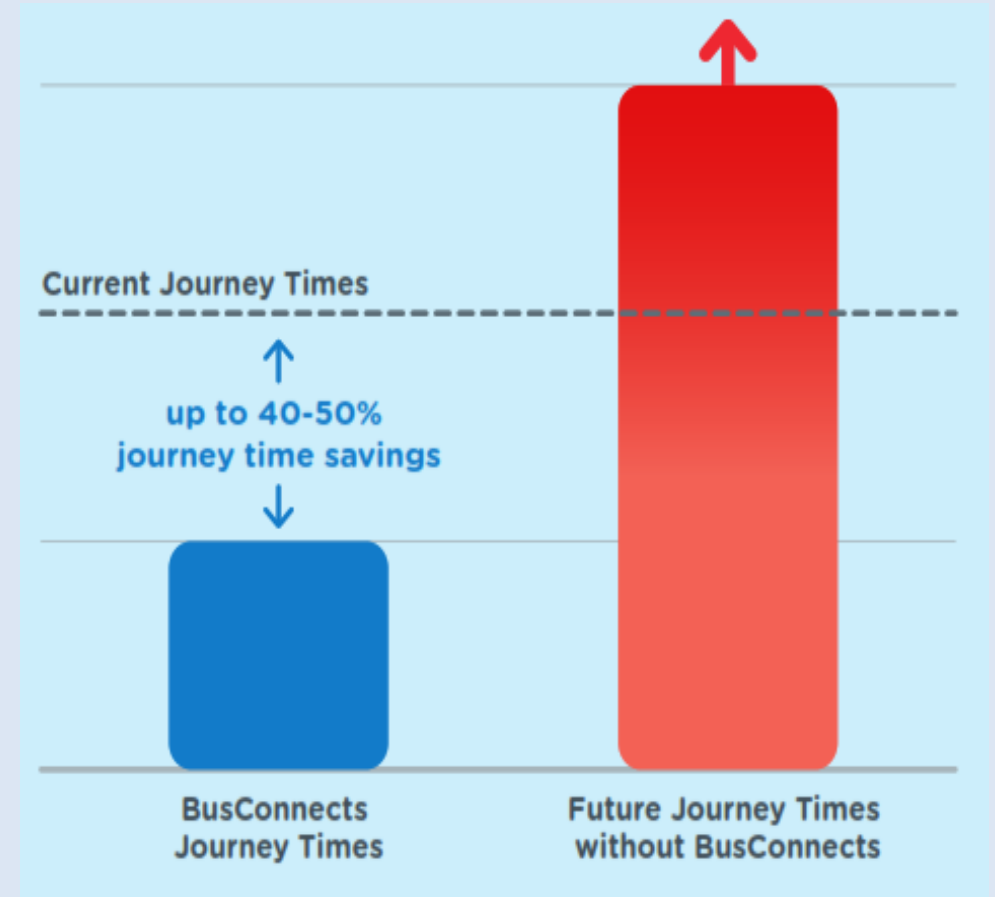 Current Journey Times
up to 40-50%
journey time savings
BusConnects
Journey Times
Future Journey Times
without BusConnects